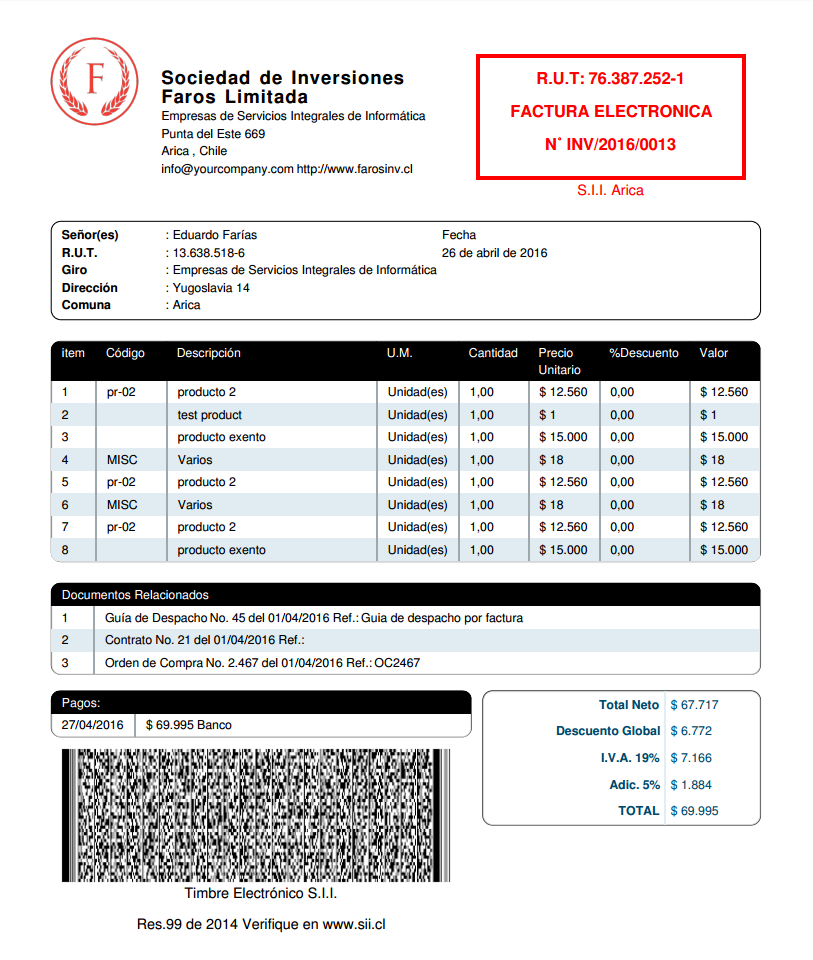 F
Sociedad de Inversiones
Faros Limitada
Empresas de Servicios Integrales de Informática
Punta del Este 669
Arica , Chile
info@yourcompany.com http://www.farosinv.cl
R.U.T: 76.387.252-1
FACTURA ELECTRONICA
N° INV/2016/0013
S.I.I. Arica
Señor(es) : Eduardo Farías Fecha
R.U.T. : 13.638.518-6 26 de abril de 2016
Giro : Empresas de Servicios Integrales de Informática
Dirección : Yugoslavia 14
Comuna : Arica
item Código Descripción U.M. Cantidad Precio Unitario %Descuento Valor
1 pr-02 producto 2 Unidad(es) 1,00 $ 12.560 0,00 $ 12.560
2 test product Unidad(es) 1,00 $ 1 0,00 $ 1
3 producto exento Unidad(es) 1,00 $ 15.000 0,00 $ 15.000
4 MISC Varios Unidad(es) 1,00 $ 18 0,00 $ 18
5 pr-02 producto 2 Unidad(es) 1,00 $ 12.560 0,00 $ 12.560
6 MISC Varios Unidad(es) 1,00 $ 18 0,00 $ 18
7 pr-02 producto 2 Unidad(es) 1,00 $ 12.560 0,00 $ 12.560
8 producto exento Unidad(es) 1,00 $ 15.000 0,00 $ 15.000
Documentos Relacionados
1 Guía de Despacho No. 45 del 01/04/2016 Ref.: Guia de despacho por factura
2 Contrato No. 21 del 01/04/2016 Ref.:
3 Orden de Compra No. 2.467 del 01/04/2016 Ref.: OC2467
Pagos:
27/04/2016 $ 69.995 Banco
Total Neto $ 67.717
Descuento Global $ 6.772
I.V.A. 19% $ 7.166
Adic. 5% $ 1.884
TOTAL $ 69.995
Timbre Electrónico S.I.I.
Res.99 de 2014 Verifique en www.sii.cl